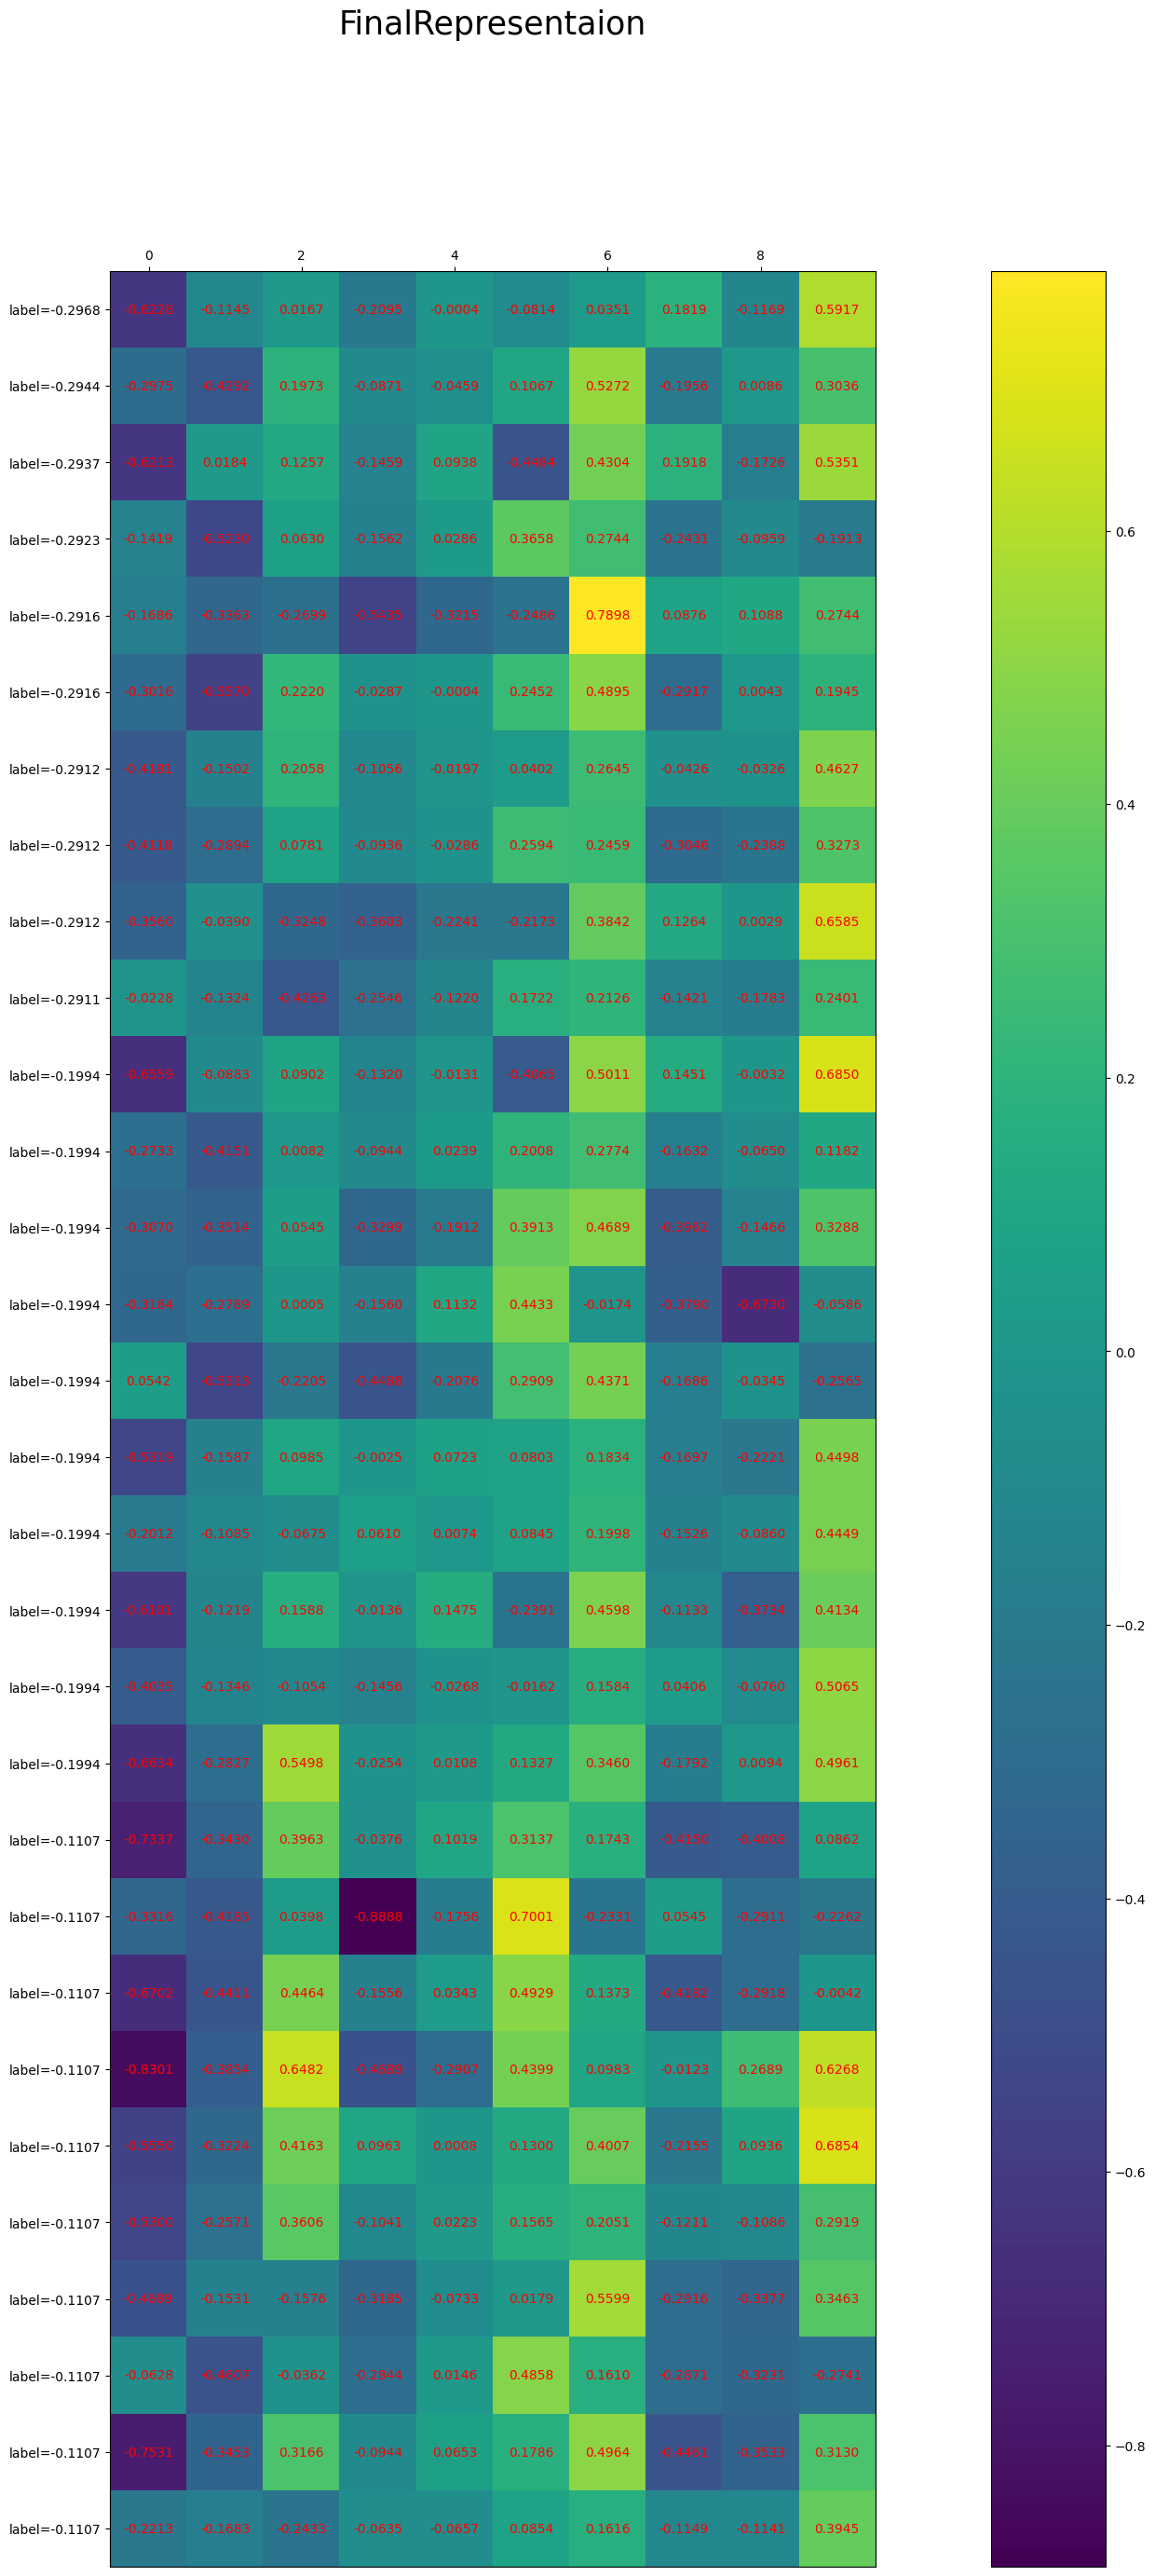 FinalRepresentaion
0 2 4 6 8
label=-0.2968 -0.6228 -0.1145 0.0167 -0.2095 -0.0004 -0.0814 0.0351 0.1819 -0.1169 0.5917
label=-0.2944 -0.2975 -0.4292 0.1973 -0.0871 -0.0459 0.1067 0.5272 -0.1956 0.0086 0.3036
label=-0.2937 -0.6213 0.0184 0.1257 -0.1459 0.0938 -0.4484 0.4304 0.1918 -0.1726 0.5351
label=-0.2923 -0.1419 0.0630 -0.1562 0.0286 0.3658 0.2744 -0.2431 -0.0959 -0.1913
0.6
label=-0.2916 -0.1686 -0.3363 -0.2699 -0.5435 -0.3215 -0.2486 0.7898 0.0876 0.1088 0.2744
label=-0.2916 -0.3016 0.2220 -0.0287 -0.0004 0.2452 0.4895 -0.2917 0.0043 0.1945
label=-0.2912 -0.4181 -0.1502 0.2058 -0.1056 -0.0197 0.0402 0.2645 -0.0426 -0.0326 0.4627
0.4
label=-0.2912 -0.4118 -0.2894 0.0781 -0.0936 -0.0286 0.2594 0.2459 -0.3046 -0.2388 0.3273
label=-0.2912 -0.3560 -0.0390 -0.3248 -0.3603 -0.2241 -0.2173 0.3842 0.1264 0.0029 0.6585
label=-0.2911 -0.0228 -0.1324 -0.4263 -0.2546 -0.1220 0.1722 0.2126 -0.1421 -0.1783 0.2401
label=-0.1994 -0.6559 -0.0883 0.0902 -0.1320 -0.0131 -0.4065 0.5011 0.1451 -0.0032 0.6850
0.2
label=-0.1994 -0.2733 -0.4151 0.0082 -0.0944 0.0239 0.2008 0.2774 -0.1632 -0.0650 0.1182
label=-0.1994 -0.3070 -0.3514 0.0545 -0.3299 -0.1912 0.3913 0.4689 -0.3962 -0.1466 0.3288
label=-0.1994 -0.3184 -0.2789 0.0005 -0.1560 0.1132 0.4433 -0.0174 -0.3790 -0.6730 -0.0586
0.0
label=-0.1994 0.0542 -0.2205 -0.4488 -0.2076 0.2909 0.4371 -0.1686 -0.0345 -0.2565
label=-0.1994 -0.1587 0.0985 -0.0025 0.0723 0.0803 0.1834 -0.1697 -0.2221 0.4498
label=-0.1994 -0.2012 -0.1085 -0.0675 0.0610 0.0074 0.0845 0.1998 -0.1526 -0.0860 0.4449
label=-0.1994 -0.6181 -0.1219 0.1588 -0.0136 0.1475 -0.2391 0.4598 -0.1133 -0.3734 0.4134
−0.2
label=-0.1994 -0.4035 -0.1346 -0.1054 -0.1456 -0.0268 -0.0162 0.1584 0.0406 -0.0760 0.5065
label=-0.1994 -0.6634 -0.2827 0.5498 -0.0254 0.0108 0.1327 0.3460 -0.1792 0.0094 0.4961
label=-0.1107 -0.7337 -0.3430 0.3963 -0.0376 0.1019 0.3137 0.1743 -0.4150 -0.4008 0.0862
−0.4
label=-0.1107 -0.3316 -0.4185 0.0398 -0.8888 -0.1756 0.7001 -0.2331 0.0545 -0.2911 -0.2262
label=-0.1107 -0.6702 -0.4411 0.4464 -0.1556 0.0343 0.4929 0.1373 -0.4182 -0.2918 -0.0042
label=-0.1107 -0.8301 -0.3854 0.6482 -0.4689 -0.2907 0.4399 0.0983 -0.0123 0.2689 0.6268
label=-0.1107 -0.3224 0.4163 0.0963 0.0008 0.1300 0.4007 -0.2155 0.0936 0.6854
−0.6
label=-0.1107 -0.2571 0.3606 -0.1041 0.0223 0.1565 0.2051 -0.1211 -0.1086 0.2919
label=-0.1107 -0.1531 -0.1576 -0.3185 -0.0733 0.0179 0.5599 -0.2916 -0.3377 0.3463
label=-0.1107 -0.0628 -0.4607 -0.0362 -0.2844 0.0146 0.4858 0.1610 -0.2871 -0.3231 -0.2741
−0.8
label=-0.1107 -0.7531 -0.3453 0.3166 -0.0944 0.0653 0.1786 0.4964 -0.4461 -0.3533 0.3130
label=-0.1107 -0.2213 -0.1683 -0.2433 -0.0635 -0.0657 0.0854 0.1616 -0.1149 -0.1141 0.3945